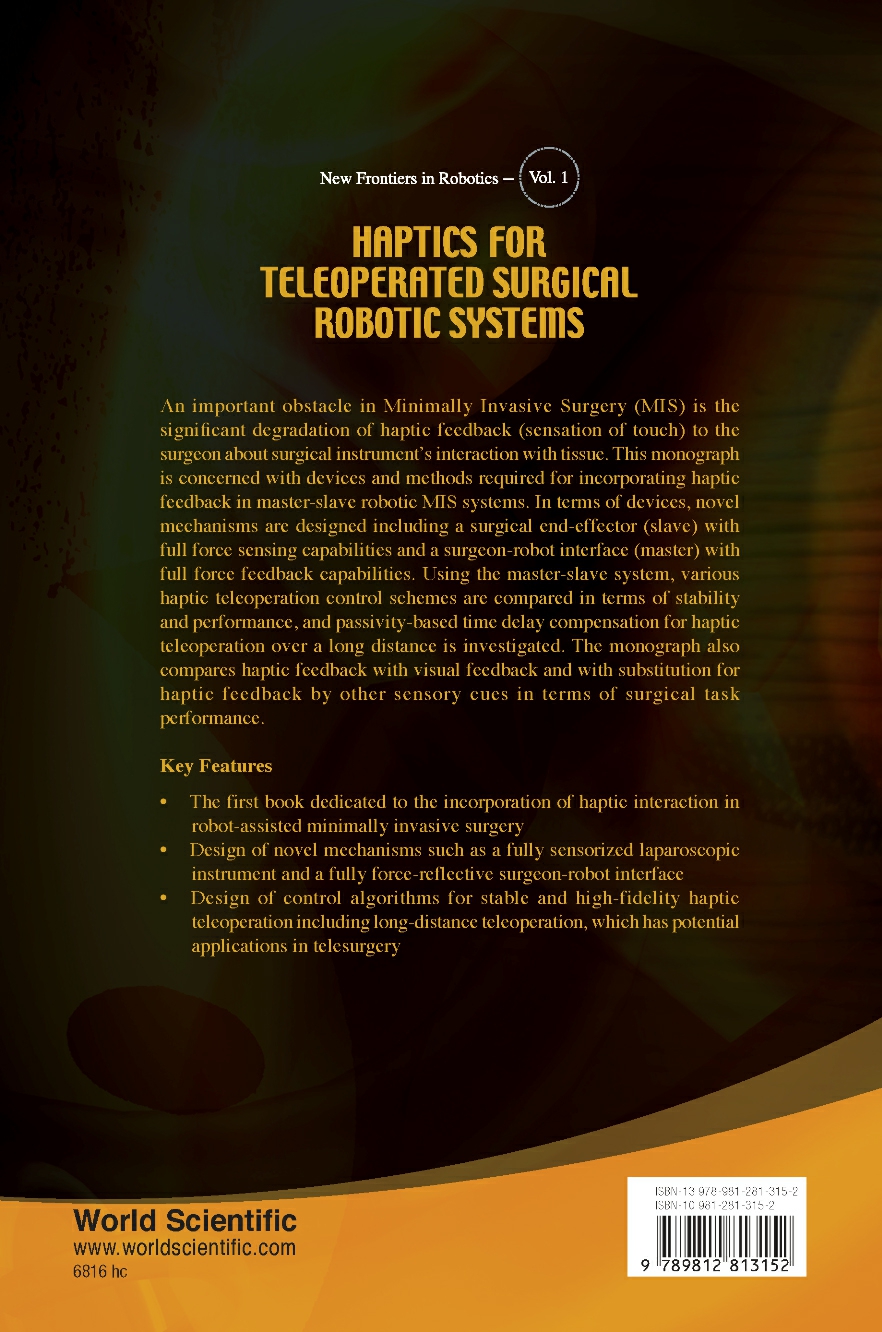 New Frontiers in Robotics – Vol. 1
HAPTICS FOR
TELEOPERATED SURGICAL
ROBOTIC SYSTEMS
An important obstacle in Minimally Invasive Surgery (MIS) is the
significant degradation of haptic feedback (sensation of touch) to the
surgeon about surgical instrument's interaction with tissue. This monograph
is concerned with devices and methods required for incorporating haptic
feedback in master-slave robotic MIS systems. In terms of devices, novel
mechanisms are designed including a surgical end-effector (slave) with
full force sensing capabilities and a surgeon-robot interface (master) with
full force feedback capabilities. Using the master-slave system, various
haptic teleoperation control schemes are compared in terms of stability
and performance, and passivity-based time delay compensation for haptic
teleoperation over a long distance is investigated. The monograph also
compares haptic feedback with visual feedback and with substitution for
haptic feedback by other sensory cues in terms of surgical task
performance.
Key Features
• The first book dedicated to the incorporation of haptic interaction in
robot-assisted minimally invasive surgery
• Design of novel mechanisms such as a fully sensorized laparoscopic
instrument and a fully force-reflective surgeon-robot interface
• Design of control algorithms for stable and high-fidelity haptic
teleoperation including long-distance teleoperation, which has potential
applications in telesurgery
World Scientific
www.worldscientific.com
6816 hc
ISBN-13 978-981-281-315-2
ISBN-10 981-281-315-2
9 789812 813152